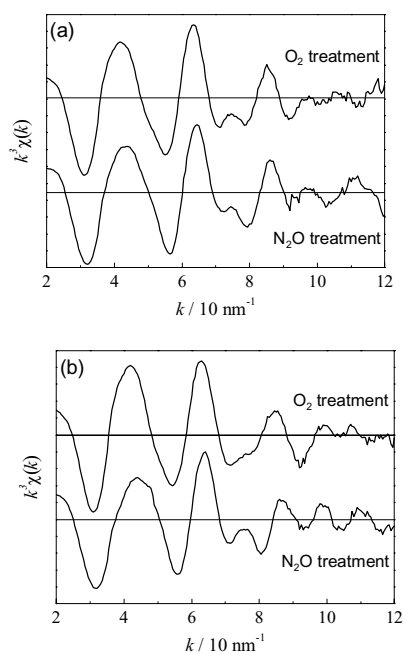 (a)
O₂ treatment
k³χ(k)
N₂O treatment
2 4 6 8 10 12
k / 10 nm⁻¹
(b)
O₂ treatment
k³χ(k)
N₂O treatment
2 4 6 8 10 12
k / 10 nm⁻¹